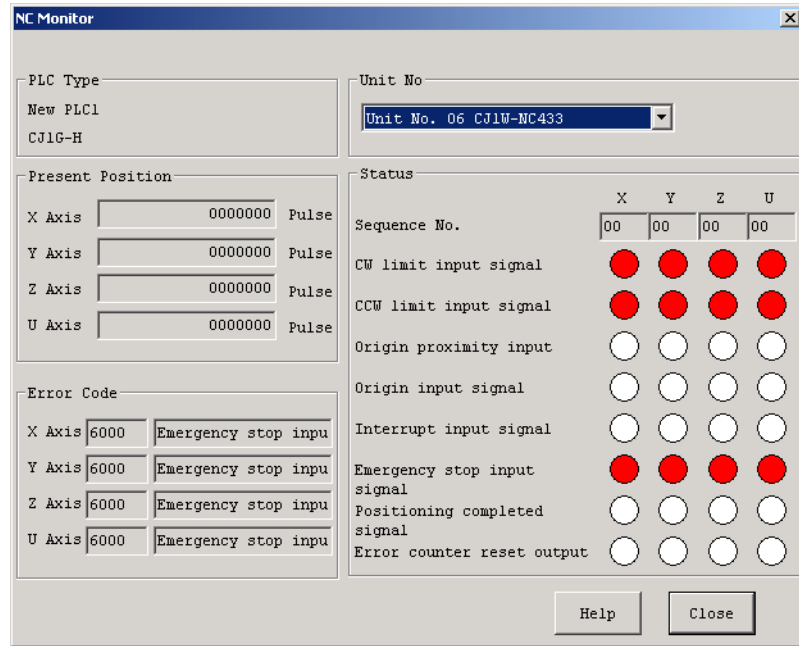 NC Monitor
PLC Type
New PLC1
CJ1G-H
Unit No
Unit No. 06 CJ1W-NC433
Present Position
X Axis 0000000 Pulse
Y Axis 0000000 Pulse
Z Axis 0000000 Pulse
U Axis 0000000 Pulse
Error Code
X Axis 6000 Emergency stop inpu
Y Axis 6000 Emergency stop inpu
Z Axis 6000 Emergency stop inpu
U Axis 6000 Emergency stop inpu
Status
X Y Z U
Sequence No. 00 00 00 00
CW limit input signal
CCW limit input signal
Origin proximity input
Origin input signal
Interrupt input signal
Emergency stop input
signal
Positioning completed
signal
Error counter reset output
Help Close